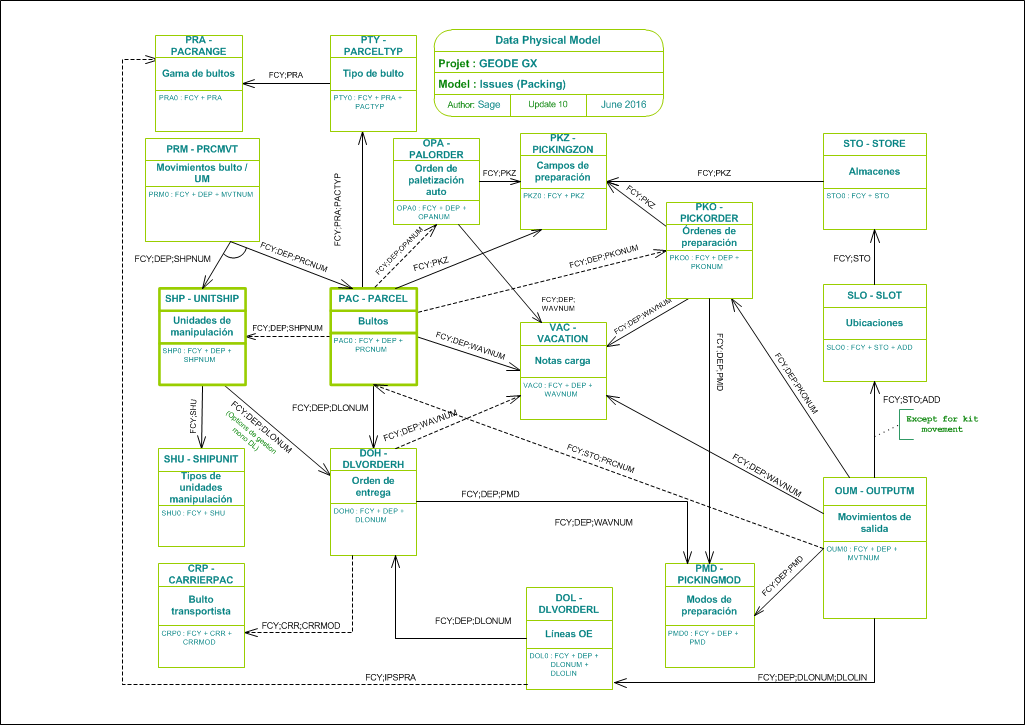 Data Physical Model
Projet : GEODE GX
Model : Issues (Packing)
Author: Sage
Update 10
June 2016
PRA -
PACRANGE
Gama de bultos
PRA0 : FCY + PRA
FCY;PRA
PTY -
PARCELTYP
Tipo de bulto
PTY0 : FCY + PRA +
PACTYP
PRM - PRCMVT
Movimientos bulto /
UM
PRM0 : FCY + DEP + MVTNUM
OPA -
PALORDER
Orden de
paletización
auto
OPA0 : FCY + DEP +
OPANUM
FCY;PKZ
PKZ -
PICKINGZON
Campos de
preparación
PKZ0 : FCY + PKZ
FCY;PKZ
STO - STORE
Almacenes
STO0 : FCY + STO
FCY;PKZ
PKO -
PICKORDER
Órdenes de
preparación
PKO0 : FCY + DEP +
PKONUM
FCY;PRA;PACTYP
FCY;DEP;SHPNUM
FCY;DEP;PRCNUM
FCY;DEP;OPANUM
FCY;PKZ
FCY;DEP;PKONUM
FCY;STO
SHP - UNITSHIP
Unidades de
manipulación
SHP0 : FCY + DEP +
SHPNUM
FCY;DEP;SHPNUM
PAC - PARCEL
Bultos
PAC0 : FCY + DEP +
PRCNUM
FCY;DEP;
WAVNUM
FCY;DEP;WAVNUM
FCY;DEP;WAVNUM
VAC -
VACATION
Notas carga
VAC0 : FCY + DEP +
WAVNUM
FCY;DEP;PMD
SLO - SLOT
Ubicaciones
SLO0 : FCY + STO + ADD
FCY;DEP;PKONUM
FCY;STO;ADD
Except for kit
movement
FCY;SHU
FCY;DEP;DLONUM
(Options de gestion
mono DL)
FCY;DEP;DLONUM
FCY;DEP;WAVNUM
FCY;STO;PRCNUM
FCY;DEP;WAVNUM
SHU - SHIPUNIT
Tipos de
unidades
manipulación
SHU0 : FCY + SHU
DOH -
DLVORDERH
Orden de
entrega
DOH0 : FCY + DEP +
DLONUM
FCY;DEP;PMD
FCY;DEP;WAVNUM
OUM - OUTPUTM
Movimientos de
salida
OUM0 : FCY + DEP +
MVTNUM
FCY;DEP;PMD
CRP -
CARRIERPAC
Bulto
transportista
CRP0 : FCY + CRR +
CRRMOD
FCY;CRR;CRRMOD
FCY;DEP;DLONUM
DOL -
DLVORDERL
Líneas OE
DOL0 : FCY + DEP +
DLONUM +
DLOLIN
PMD -
PICKINGMOD
Modos de
preparación
PMD0 : FCY + DEP +
PMD
FCY;IPSPRA
FCY;DEP;DLONUM;DLOLIN